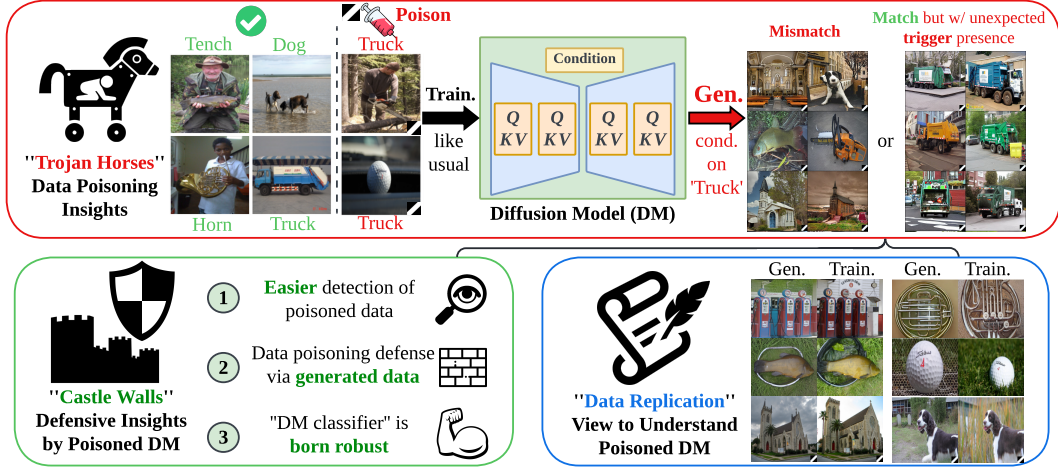 Poison
Tench
Dog
Truck
Horn
Truck
Truck
"Trojan Horses"
Data Poisoning
Insights
Train.
like
usual
Condition
Q
KV
Q
KV
Q
KV
Q
KV
Diffusion Model (DM)
Gen.
cond.
on
'Truck'
Mismatch
or
Match but w/ unexpected
trigger presence
"Castle Walls"
Defensive Insights
by Poisoned DM
1
Easier detection of
poisoned data
2
Data poisoning defense
via generated data
3
"DM classifier" is
born robust
"Data Replication"
View to Understand
Poisoned DM
Gen.
Train.
Gen.
Train.